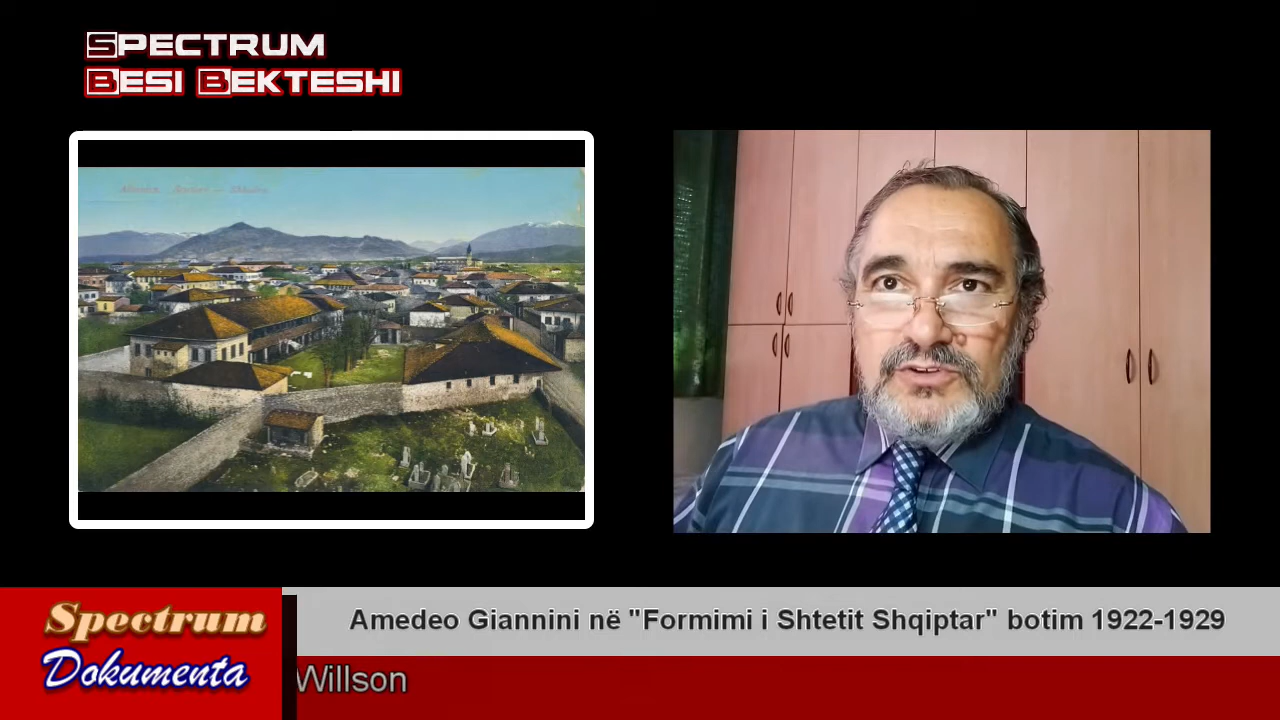 SPECTRUM
BESI BEKTESHI
Spectrum
Dokumenta
Amedeo Giannini në "Formimi i Shtetit Shqiptar" botim 1922-1929
Willson